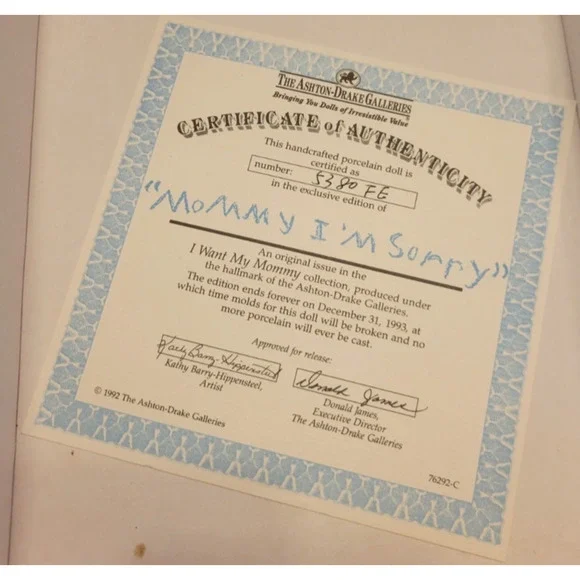 THE ASHTON-DRAKE GALLERIES
Bringing You Dolls of Irresistible Value
CERTIFICATE of AUTHENTICITY
This handcrafted porcelain doll is
certified as
number: 5380 FE
in the exclusive edition of
"MOMMY I'M SORRY"
An original issue in the
I Want My Mommy collection, produced under
the hallmark of the Ashton-Drake Galleries.
The edition ends forever on December 31, 1993, at
which time molds for this doll will be broken and no
more porcelain will ever be cast.
Approved for release:
Kathy Barry-Hippensteel
Kathy Barry-Hippensteel,
Artist
Donald James
Donald James,
Executive Director
The Ashton-Drake Galleries
© 1992 The Ashton-Drake Galleries
76292-C